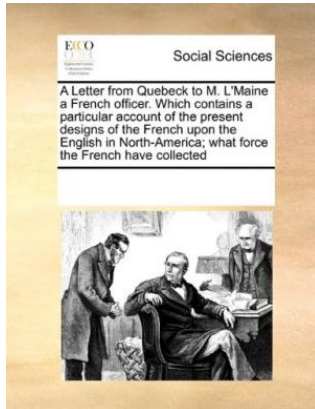 ECCO
Social Sciences
A Letter from Quebeck to M. L'Maine
a French officer. Which contains a
particular account of the present
designs of the French upon the
English in North-America; what force
the French have collected